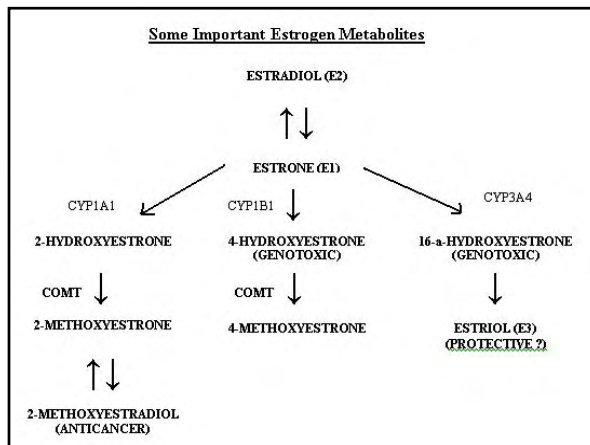 Some Important Estrogen Metabolites
ESTRADIOL (E2)
ESTRONE (E1)
CYP1A1
CYP1B1
CYP3A4
2-HYDROXYESTRONE
4-HYDROXYESTRONE
(GENOTOXIC)
16-a-HYDROXYESTRONE
(GENOTOXIC)
COMT
COMT
2-METHOXYESTRONE
4-METHOXYESTRONE
ESTRIOL (E3)
(PROTECTIVE ?)
2-METHOXYESTRADIOL
(ANTICANCER)